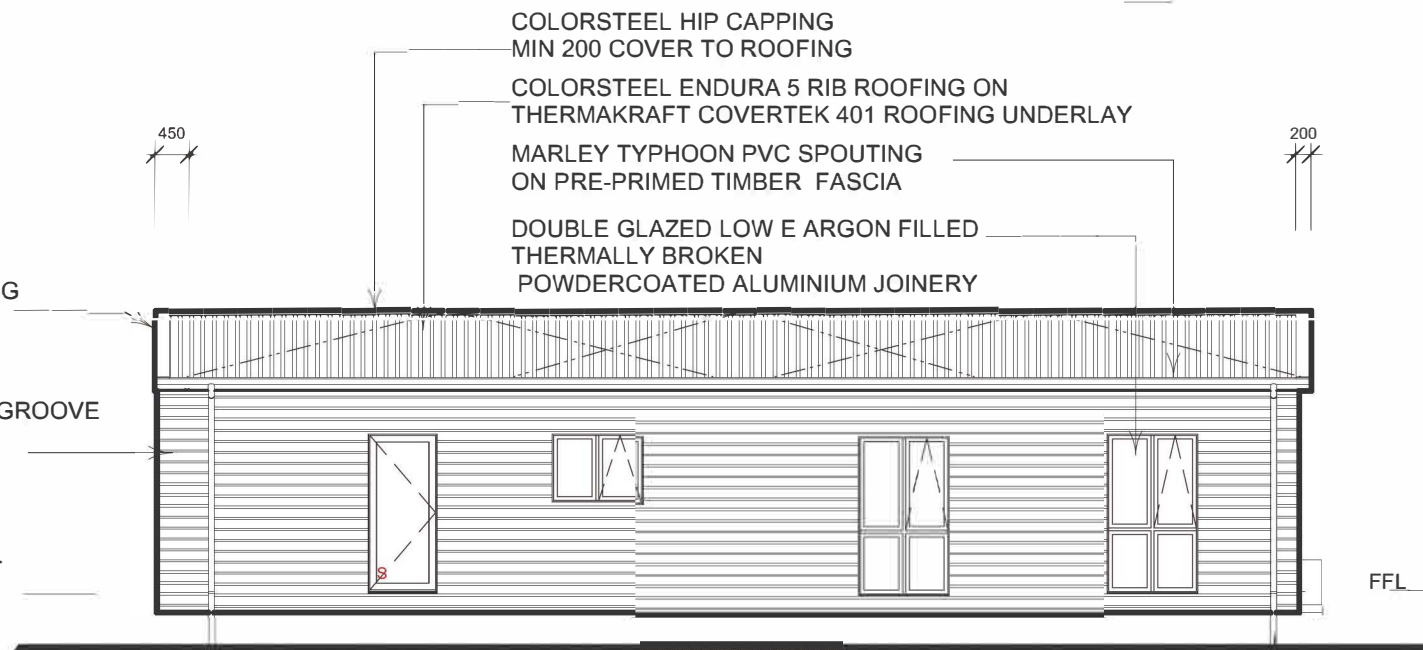 COLORSTEEL HIP CAPPING
MIN 200 COVER TO ROOFING
COLORSTEEL ENDURA 5 RIB ROOFING ON
THERMAKRAFT COVERTEK 401 ROOFING UNDERLAY
450
200
MARLEY TYPHOON PVC SPOUTING
ON PRE-PRIMED TIMBER FASCIA
DOUBLE GLAZED LOW E ARGON FILLED
THERMALLY BROKEN
POWDERCOATED ALUMINIUM JOINERY
G
GROOVE
S
FFL